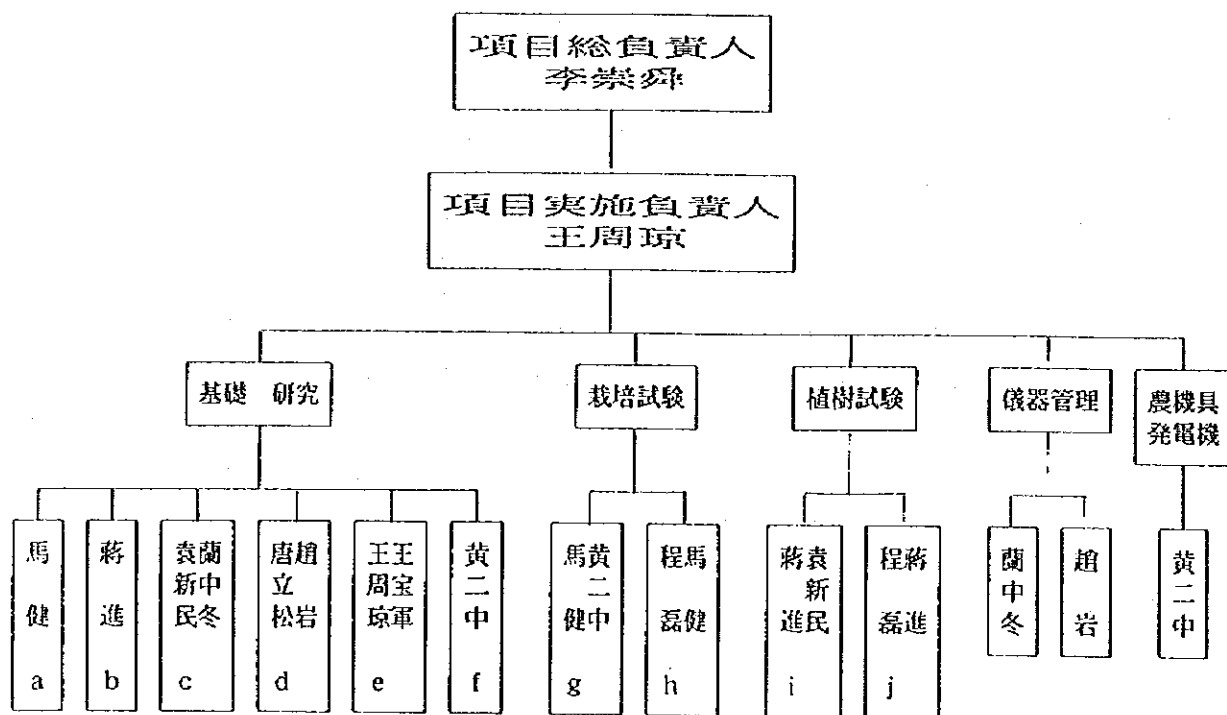 項目総負責人
李崇舜
項目実施負責人
王周琼
基礎 研究
栽培試験
植樹試験
儀器管理
農機具
発電機
馬健
a
蔣進
b
袁新民
蘭中冬
c
唐立松
趙岩
d
王周琼
王宝軍
e
黄二中
f
馬健
黄二中
g
程磊
馬健
h
蔣進
袁新民
i
程磊
蔣進
j
蘭中冬
趙岩
黄二中